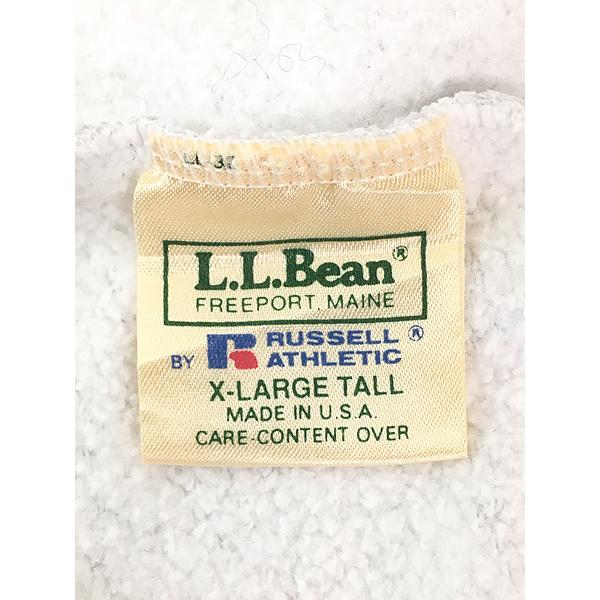 L.L.Bean®
FREEPORT, MAINE
BY RUSSELL ATHLETIC®
X-LARGE TALL
MADE IN U.S.A.
CARE-CONTENT OVER